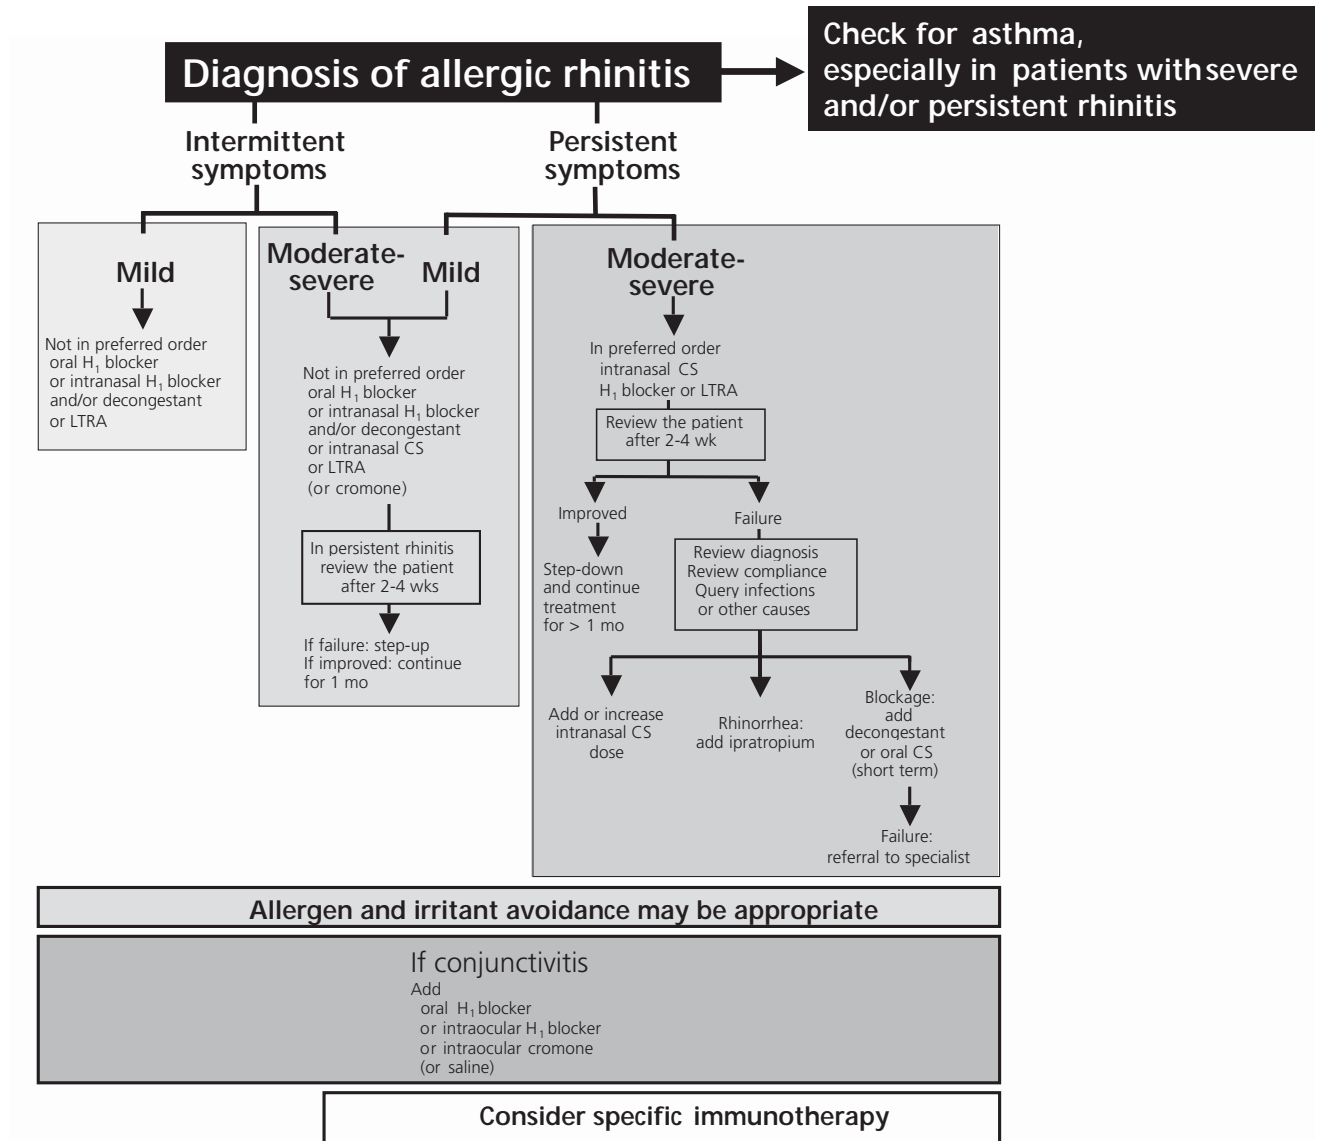 Diagnosis of allergic rhinitis
Check for asthma,
especially in patients with severe
and/or persistent rhinitis
Intermittent
symptoms
Persistent
symptoms
Mild
Not in preferred order
oral H₁ blocker
or intranasal H₁ blocker
and/or decongestant
or LTRA
Moderate-
severe
Mild
Not in preferred order
oral H₁ blocker
or intranasal H₁ blocker
and/or decongestant
or intranasal CS
or LTRA
(or cromone)
In persistent rhinitis
review the patient
after 2-4 wks
If failure: step-up
If improved: continue
for 1 mo
Moderate-
severe
In preferred order
intranasal CS
H₁ blocker or LTRA
Review the patient
after 2-4 wk
Improved
Step-down
and continue
treatment
for > 1 mo
Failure
Review diagnosis
Review compliance
Query infections
or other causes
Add or increase
intranasal CS
dose
Rhinorrhea:
add ipratropium
Blockage:
add
decongestant
or oral CS
(short term)
Failure:
referral to specialist
Allergen and irritant avoidance may be appropriate
If conjunctivitis
Add
oral H₁ blocker
or intraocular H₁ blocker
or intraocular cromone
(or saline)
Consider specific immunotherapy